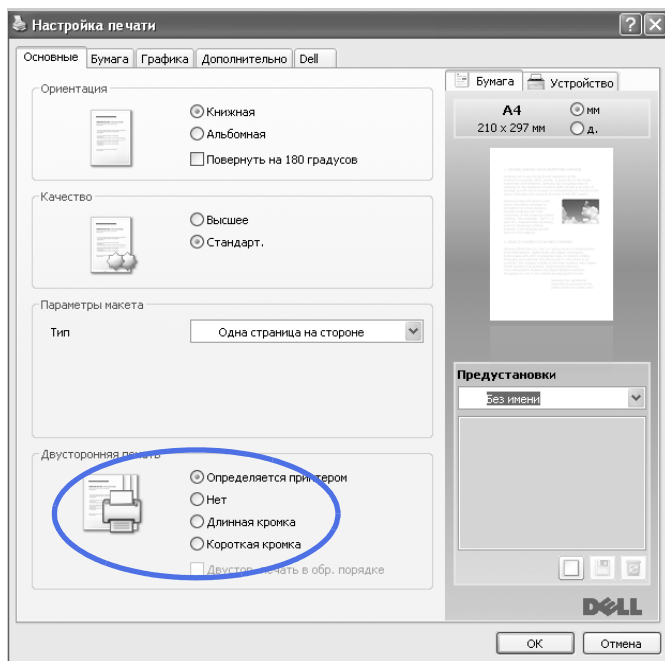 Настройка печати
Основные Бумага Графика Дополнительно Dell
Ориентация
Книжная
Альбомная
Повернуть на 180 градусов
Качество
Высшее
Стандарт.
Параметры макета
Тип Одна страница на стороне
Двусторонняя печать
Определяется принтером
Нет
Длинная кромка
Короткая кромка
Двустор. печать в обр. порядке
Бумага Устройство
A4 мм
210 x 297 мм д.
Предустановки
Без имени
DELL
OK Отмена